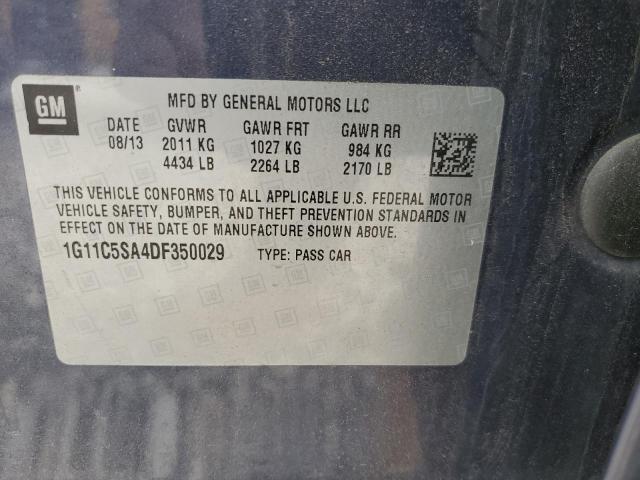 GM
MFD BY GENERAL MOTORS LLC
DATE GVWR GAWR FRT GAWR RR
08/13 2011 KG 1027 KG 984 KG
4434 LB 2264 LB 2170 LB
THIS VEHICLE CONFORMS TO ALL APPLICABLE U.S. FEDERAL MOTOR
VEHICLE SAFETY, BUMPER, AND THEFT PREVENTION STANDARDS IN
EFFECT ON THE DATE OF MANUFACTURE SHOWN ABOVE.
1G11C5SA4DF350029 TYPE: PASS CAR